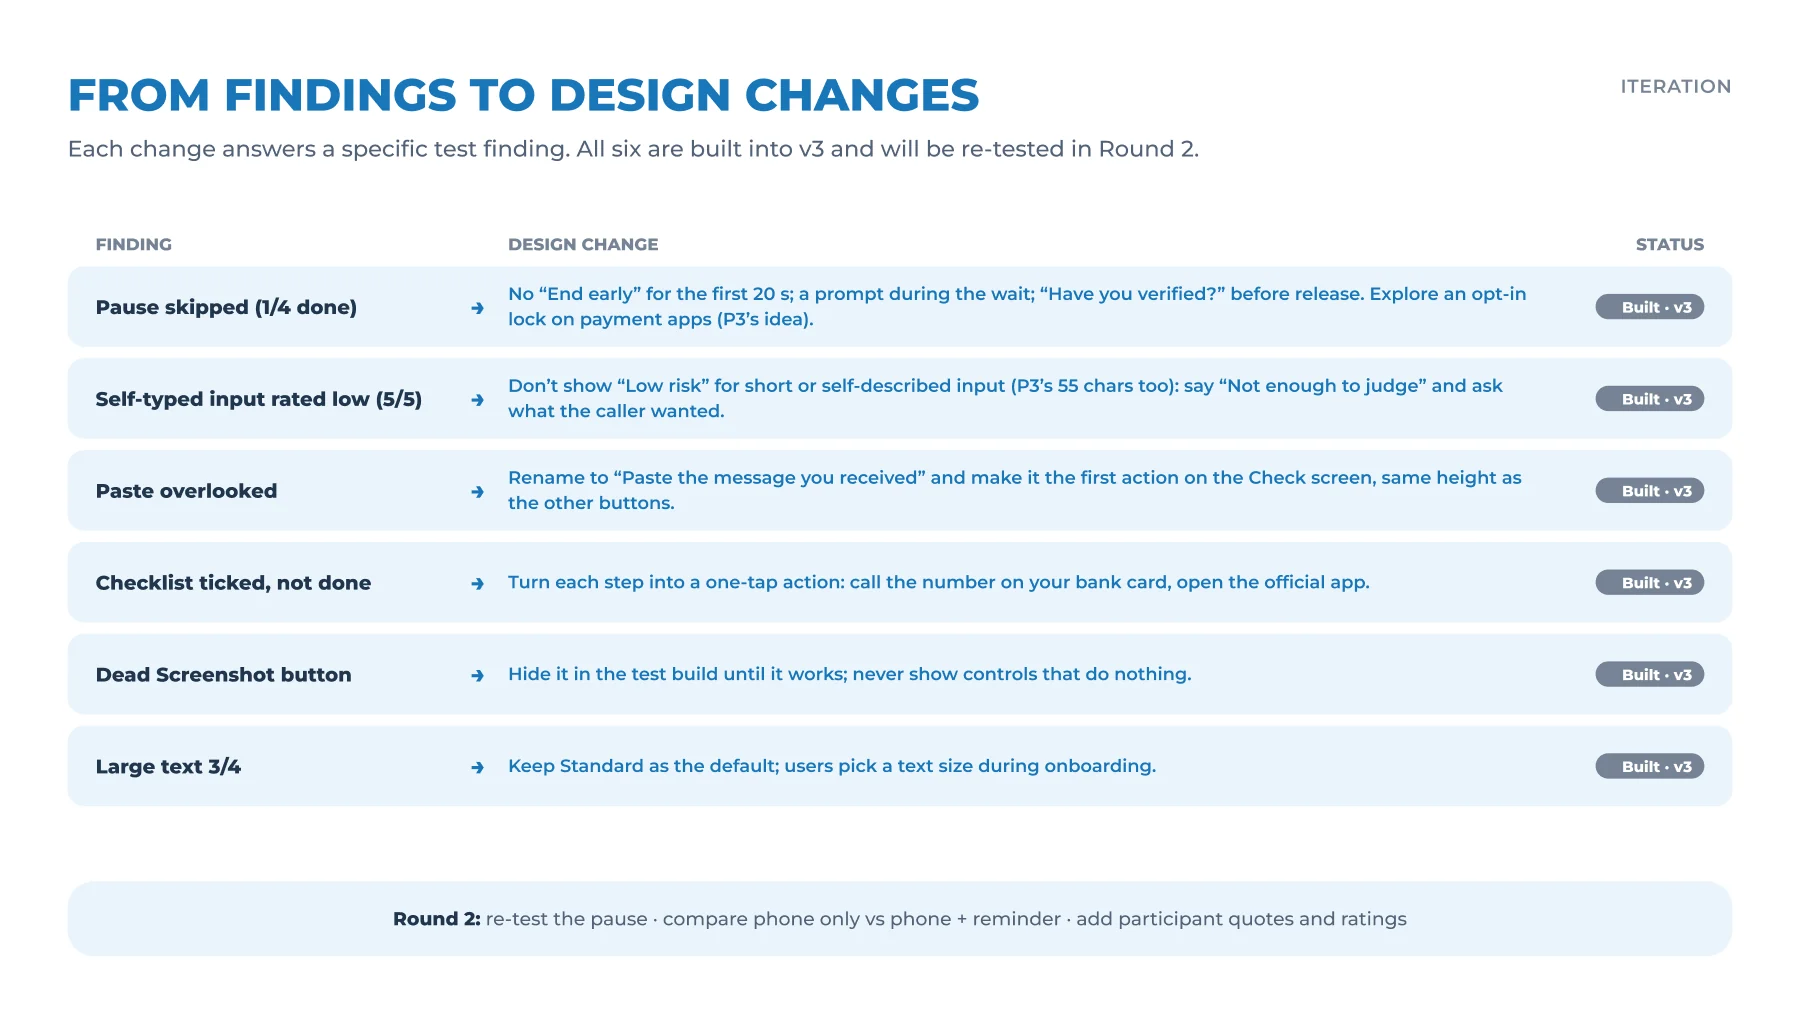 FROM FINDINGS TO DESIGN CHANGES
ITERATION
Each change answers a specific test finding. All six are built into v3 and will be re-tested in Round 2.
FINDING
DESIGN CHANGE
STATUS
Pause skipped (1/4 done)
→
No “End early” for the first 20 s; a prompt during the wait; “Have you verified?” before release. Explore an opt-in
lock on payment apps (P3’s idea).
Built · v3
Self-typed input rated low (5/5)
→
Don’t show “Low risk” for short or self-described input (P3’s 55 chars too): say “Not enough to judge” and ask
what the caller wanted.
Built · v3
Paste overlooked
→
Rename to “Paste the message you received” and make it the first action on the Check screen, same height as
the other buttons.
Built · v3
Checklist ticked, not done
→
Turn each step into a one-tap action: call the number on your bank card, open the official app.
Built · v3
Dead Screenshot button
→
Hide it in the test build until it works; never show controls that do nothing.
Built · v3
Large text 3/4
→
Keep Standard as the default; users pick a text size during onboarding.
Built · v3
Round 2: re-test the pause · compare phone only vs phone + reminder · add participant quotes and ratings